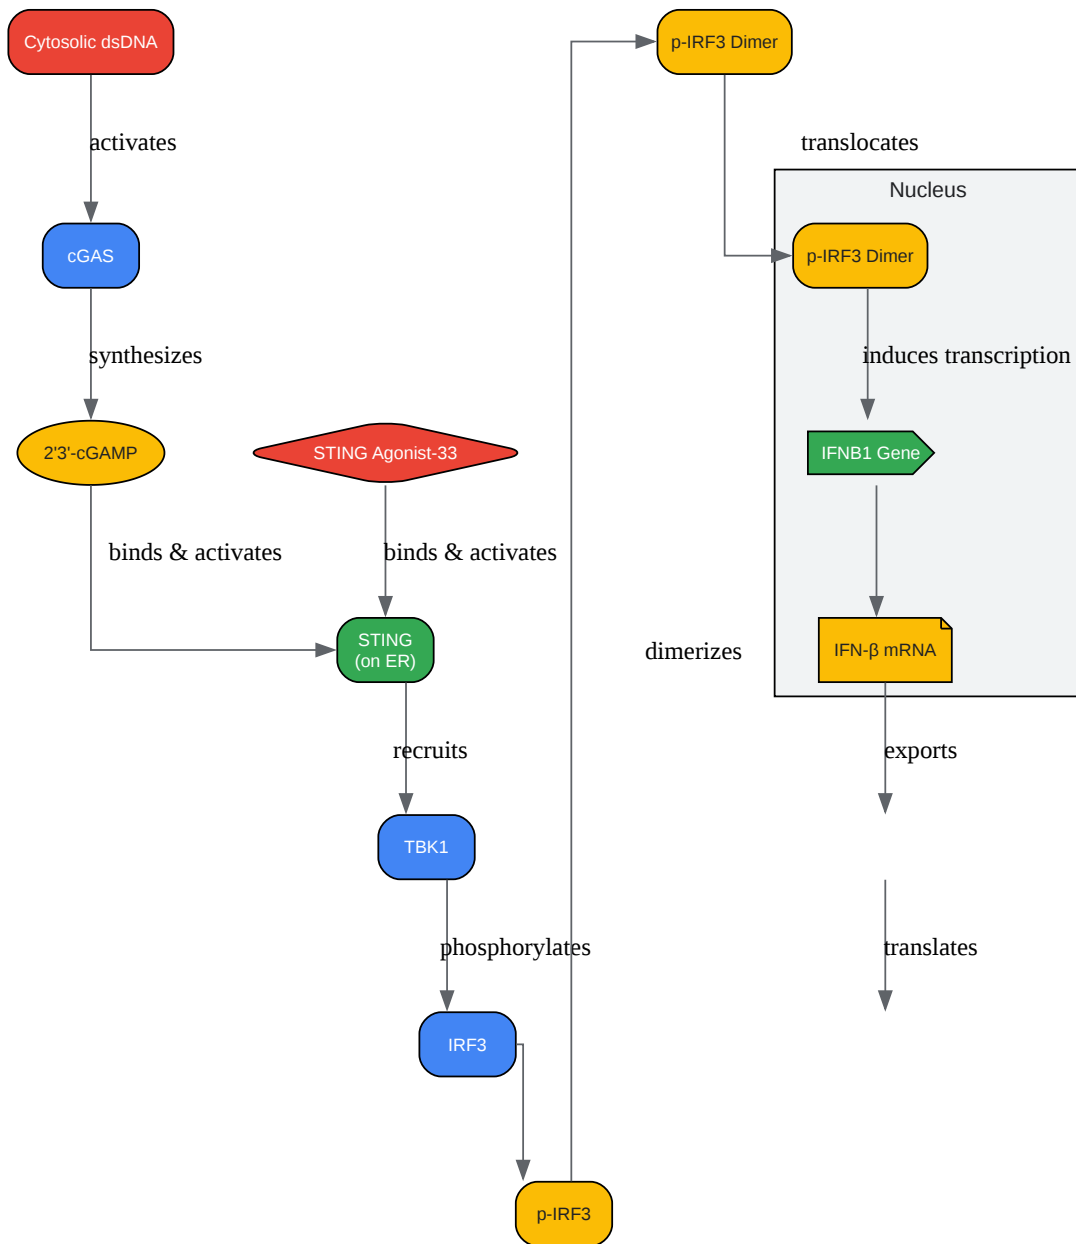 Cytosolic dsDNA
activates
cGAS
synthesizes
2'3'-cGAMP
STING Agonist-33
binds & activates
binds & activates
STING
(on ER)
recruits
TBK1
phosphorylates
IRF3
p-IRF3
dimerizes
p-IRF3 Dimer
translocates
Nucleus
p-IRF3 Dimer
induces transcription
IFNB1 Gene
IFN-β mRNA
exports
translates